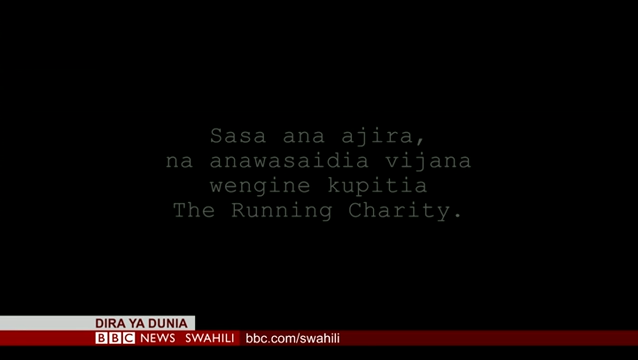 Sasa ana ajira,
na anawasaidia vijana
wengine kupitia
The Running Charity.
DIRA YA DUNIA
BBC NEWS SWAHILI bbc.com/swahili